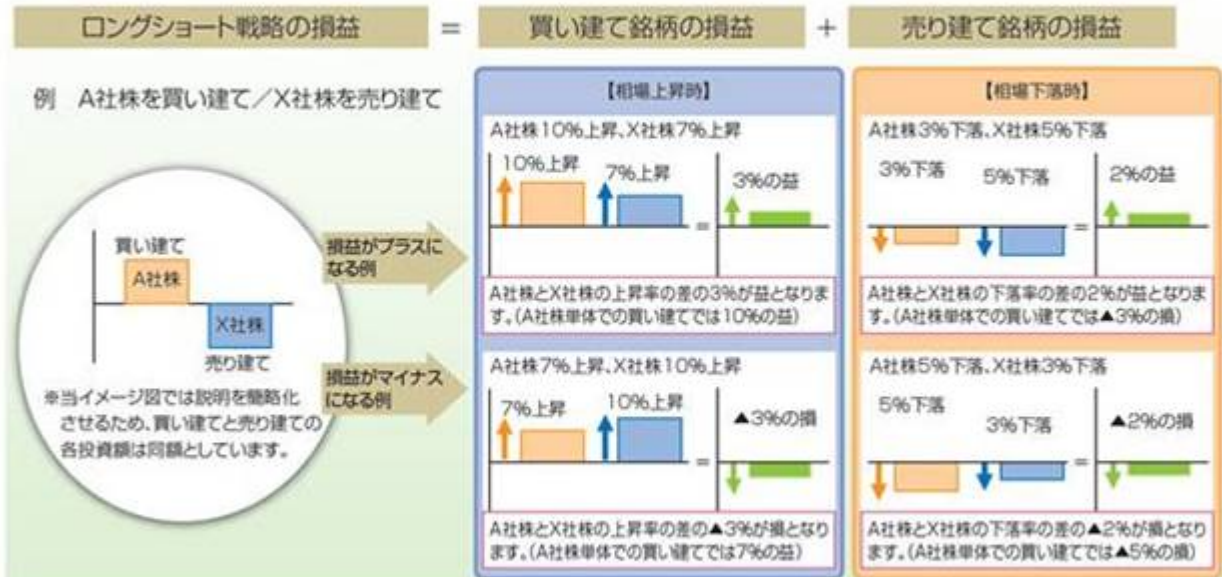 ロングショート戦略の損益 = 買い建て銘柄の損益 + 売り建て銘柄の損益
例 A社株を買い建て／X社株を売り建て
買い建て
A社株
X社株
売り建て
※当イメージ図では説明を簡略化
させるため、買い建てと売り建ての
各投資額は同額としています。
損益がプラスに
なる例
損益がマイナス
になる例
【相場上昇時】
A社株10%上昇、X社株7%上昇
10%上昇 7%上昇 = 3%の益
A社株とX社株の上昇率の差の3%が益となりま
す。(A社株単体での買い建てでは10%の益)
A社株7%上昇、X社株10%上昇
7%上昇 10%上昇 = ▲3%の損
A社株とX社株の上昇率の差の▲3%が損となり
ます。(A社株単体での買い建てでは7%の益)
【相場下落時】
A社株3%下落、X社株5%下落
3%下落 5%下落 = 2%の益
A社株とX社株の下落率の差の2%が益となりま
す。(A社株単体での買い建てでは▲3%の損)
A社株5%下落、X社株3%下落
5%下落 3%下落 = ▲2%の損
A社株とX社株の下落率の差の▲2%が損となり
ます。(A社株単体での買い建てでは▲5%の損)